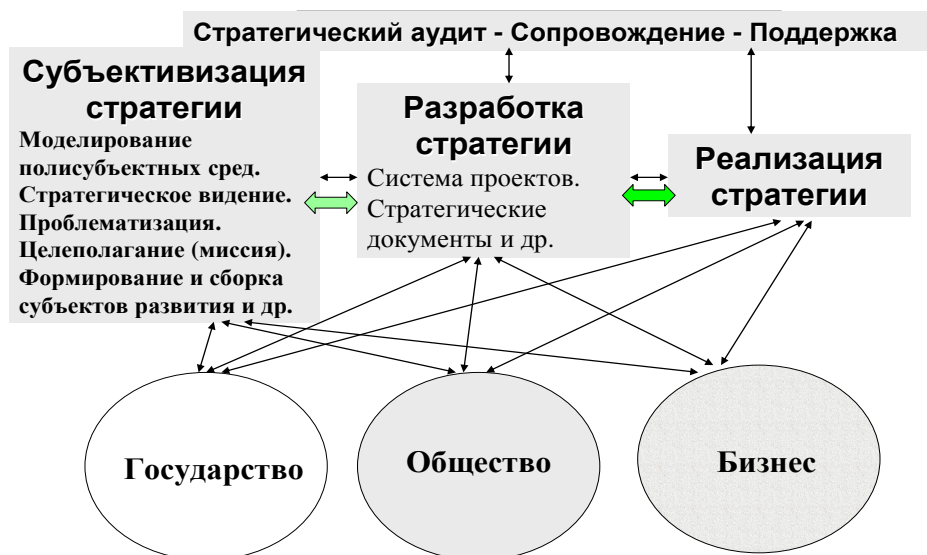 Стратегический аудит - Сопровождение - Поддержка
Субъективизация
стратегии
Моделирование
полисубъектных сред.
Стратегическое видение.
Проблематизация.
Целеполагание (миссия).
Формирование и сборка
субъектов развития и др.
Разработка
стратегии
Система проектов.
Стратегические
документы и др.
Реализация
стратегии
Государство
Общество
Бизнес